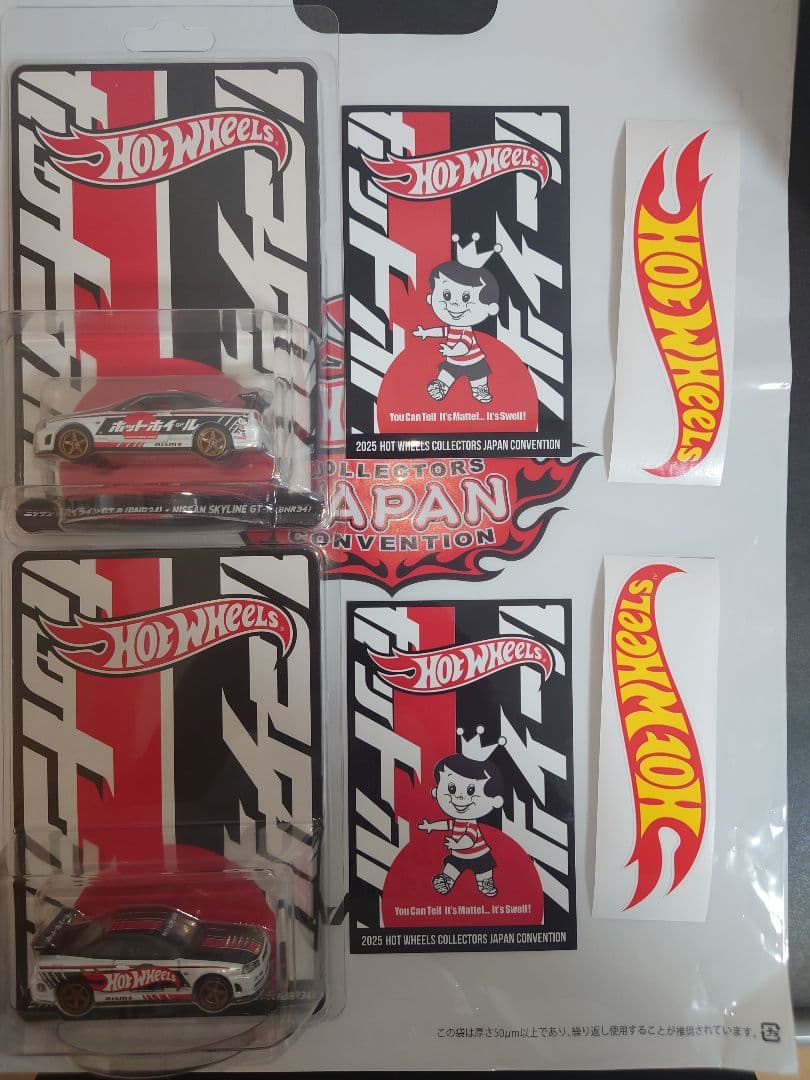 HOT WHEELS
ホットホイール
nismo
ニッサン スカイライン GT-R (BNR34) • NISSAN SKYLINE GT-R (BNR34)
HOT WHEELS
HOT WHEELS
nismo
HOT WHEELS
You Can Tell It's Mattel... It's Swell!
2025 HOT WHEELS COLLECTORS JAPAN CONVENTION
COLLECTORS
JAPAN
CONVENTION
HOT WHEELS
You Can Tell It's Mattel... It's Swell!
2025 HOT WHEELS COLLECTORS JAPAN CONVENTION
HOT WHEELS
HOT WHEELS
この袋は厚さ50μm以上であり、繰り返し使用することが推奨されています。